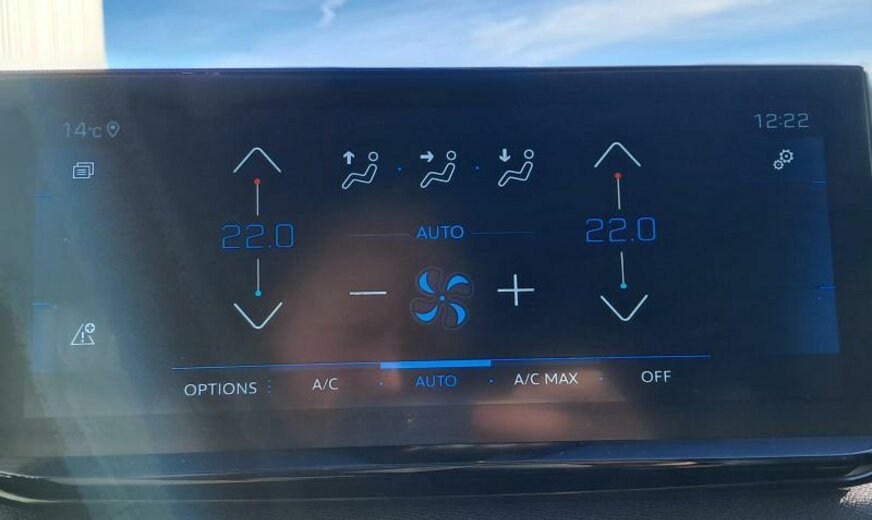 14°C
12:22
22.0
22.0
AUTO
OPTIONS A/C AUTO A/C MAX OFF